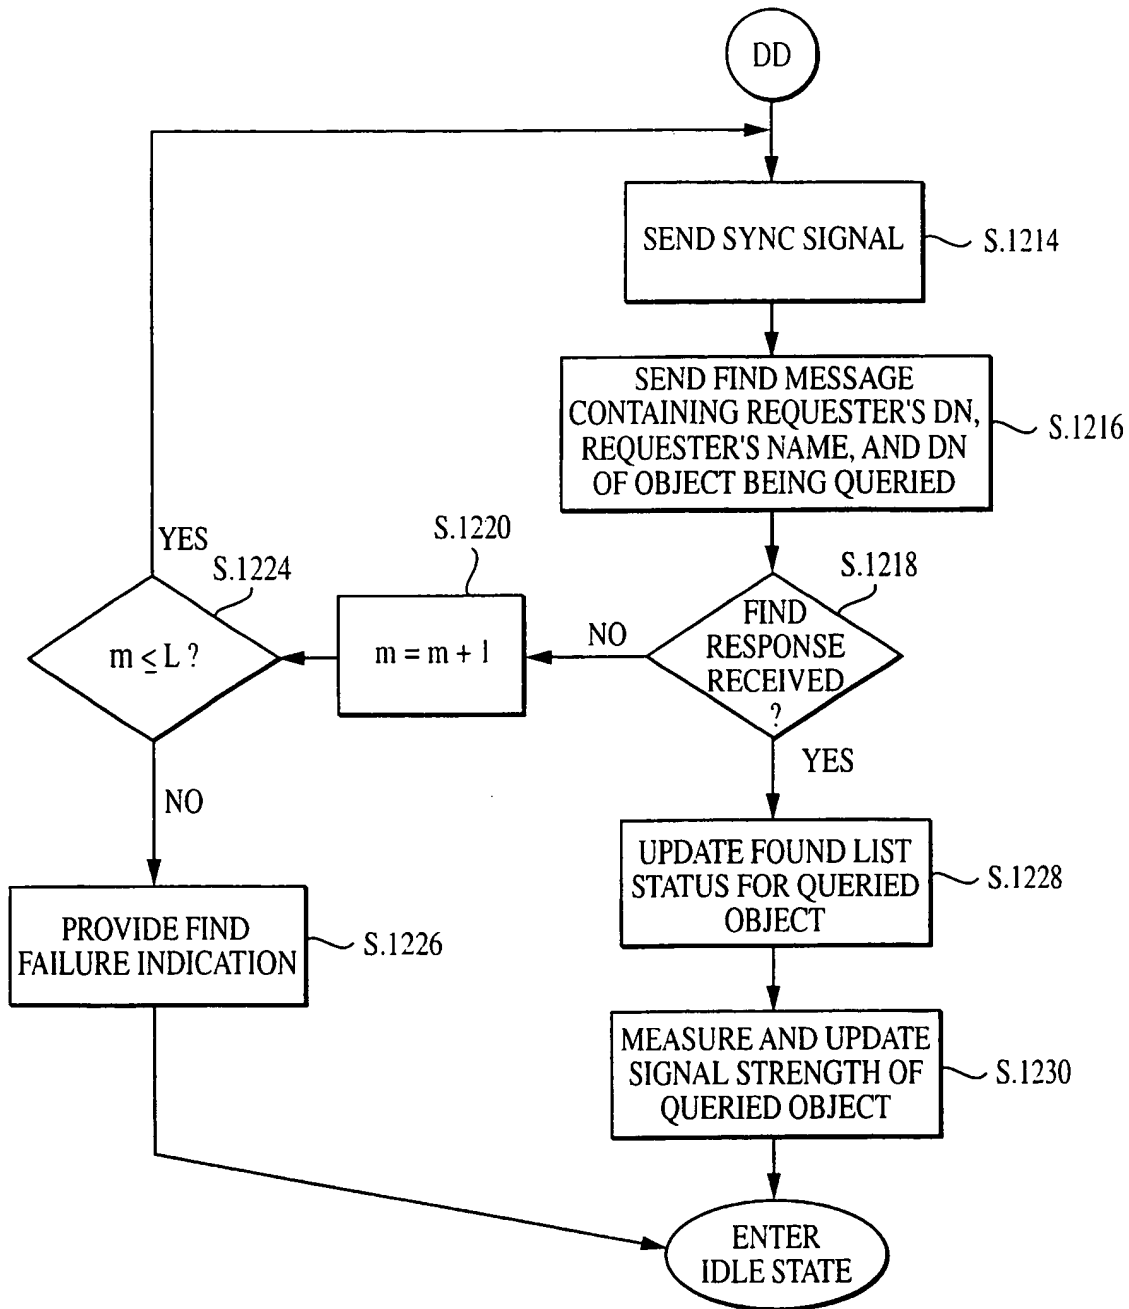 DD
SEND SYNC SIGNAL
S.1214
SEND FIND MESSAGE
CONTAINING REQUESTER'S DN,
REQUESTER'S NAME, AND DN
OF OBJECT BEING QUERIED
S.1216
FIND
RESPONSE
RECEIVED
?
S.1218
NO
YES
m = m + 1
S.1220
m ≤ L ?
S.1224
YES
NO
PROVIDE FIND
FAILURE INDICATION
S.1226
UPDATE FOUND LIST
STATUS FOR QUERIED
OBJECT
S.1228
MEASURE AND UPDATE
SIGNAL STRENGTH OF
QUERIED OBJECT
S.1230
ENTER
IDLE STATE